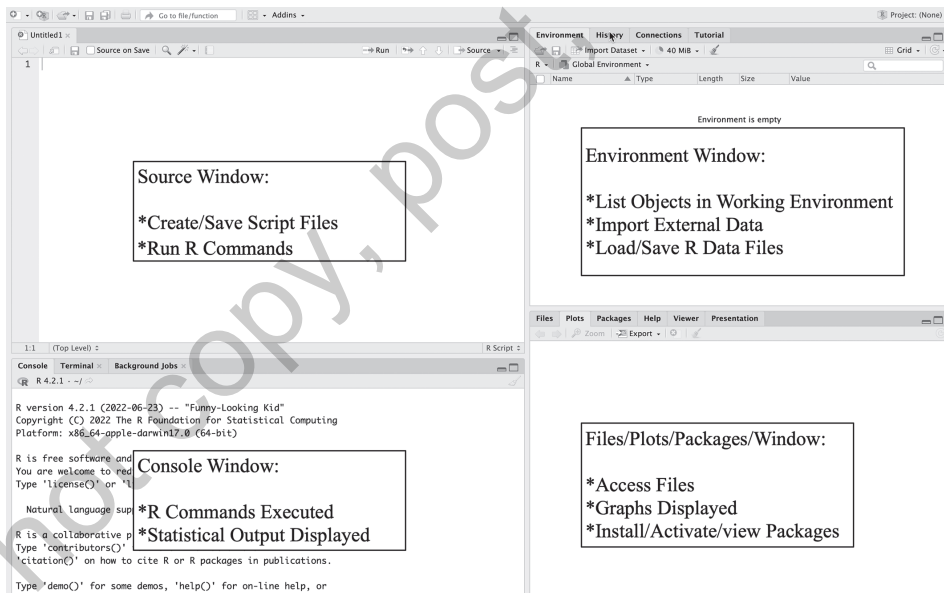 Go to file/function
Addins
Project: (None)
Untitled1
Source on Save
Run
Source
1
Source Window:
*Create/Save Script Files
*Run R Commands
1:1
(Top Level)
R Script
Environment History Connections Tutorial
Import Dataset
40 MiB
Grid
R
Global Environment
Name Type Length Size Value
Environment is empty
Environment Window:
*List Objects in Working Environment
*Import External Data
*Load/Save R Data Files
Console Terminal Background Jobs
R 4.2.1 · ~/
R version 4.2.1 (2022-06-23) -- "Funny-Looking Kid"
Copyright (C) 2022 The R Foundation for Statistical Computing
Platform: x86_64-apple-darwin17.0 (64-bit)
R is free software and
You are welcome to red
Type 'license()' or 'l
Natural language sup
R is a collaborative p
Type 'contributors()'
'citation()' on how to cite R or R packages in publications.
Type 'demo()' for some demos, 'help()' for on-line help, or
Console Window:
*R Commands Executed
*Statistical Output Displayed
Files Plots Packages Help Viewer Presentation
Zoom
Export
Files/Plots/Packages/Window:
*Access Files
*Graphs Displayed
*Install/Activate/view Packages
not copy, post,